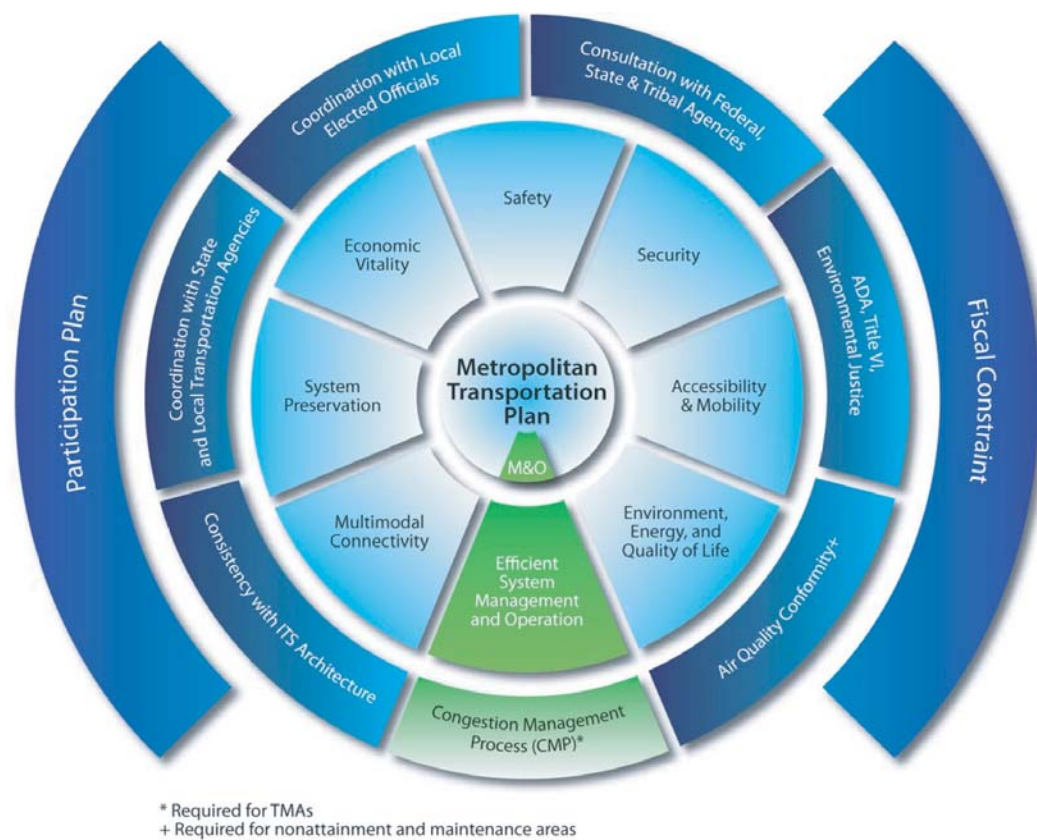 Coordination with Local
Elected Officials
Consultation with Federal,
State & Tribal Agencies
Safety
Economic
Vitality
Security
Participation Plan
Coordination with State
and Local Transportation Agencies
System
Preservation
Metropolitan
Transportation
Plan
M&O
Accessibility
& Mobility
ADA, Title VI,
Environmental
Justice
Fiscal Constraint
Multimodal
Connectivity
Efficient
System
Management
and Operation
Environment,
Energy, and
Quality of Life
Consistency with ITS Architecture
Congestion Management
Process (CMP)*
Air Quality Conformity+
* Required for TMAs
+ Required for nonattainment and maintenance areas